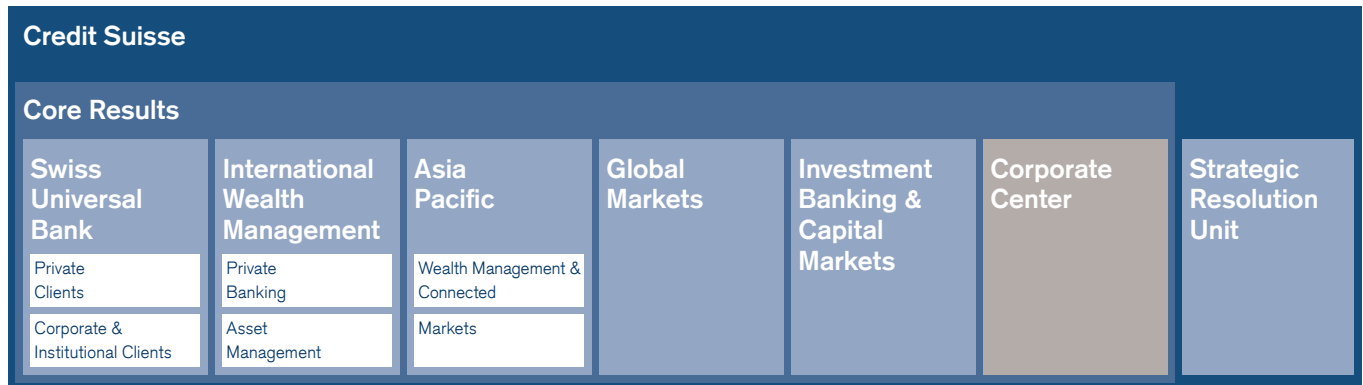 Credit Suisse
Core Results
Swiss
Universal
Bank
Private
Clients
Corporate &
Institutional Clients
International
Wealth
Management
Private
Banking
Asset
Management
Asia
Pacific
Wealth Management &
Connected
Markets
Global
Markets
Investment
Banking &
Capital
Markets
Corporate
Center
Strategic
Resolution
Unit